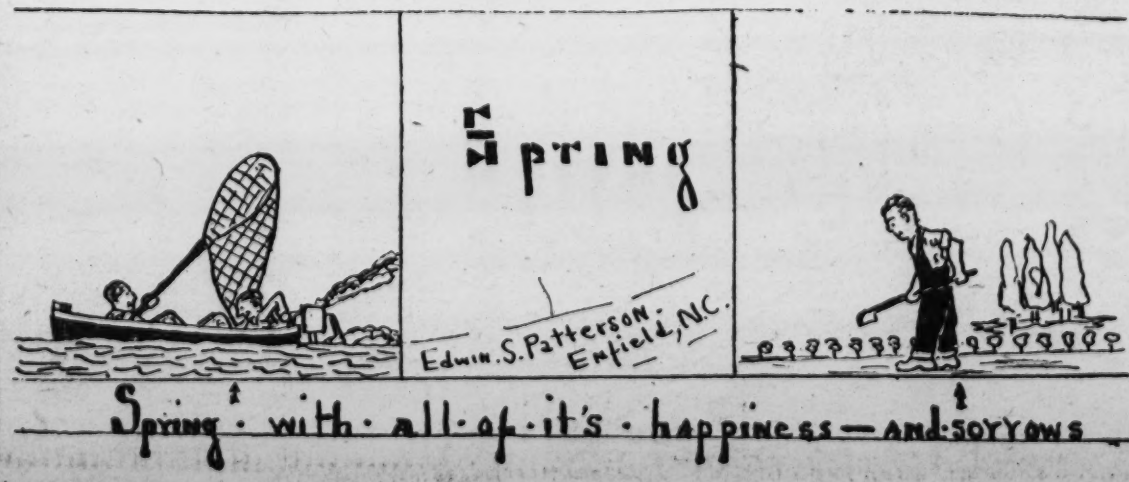 Spring
Edwin.S.Patterson.
Enfield, N.C.
Spring · with · all · of · it's · happiness — and · sorrows